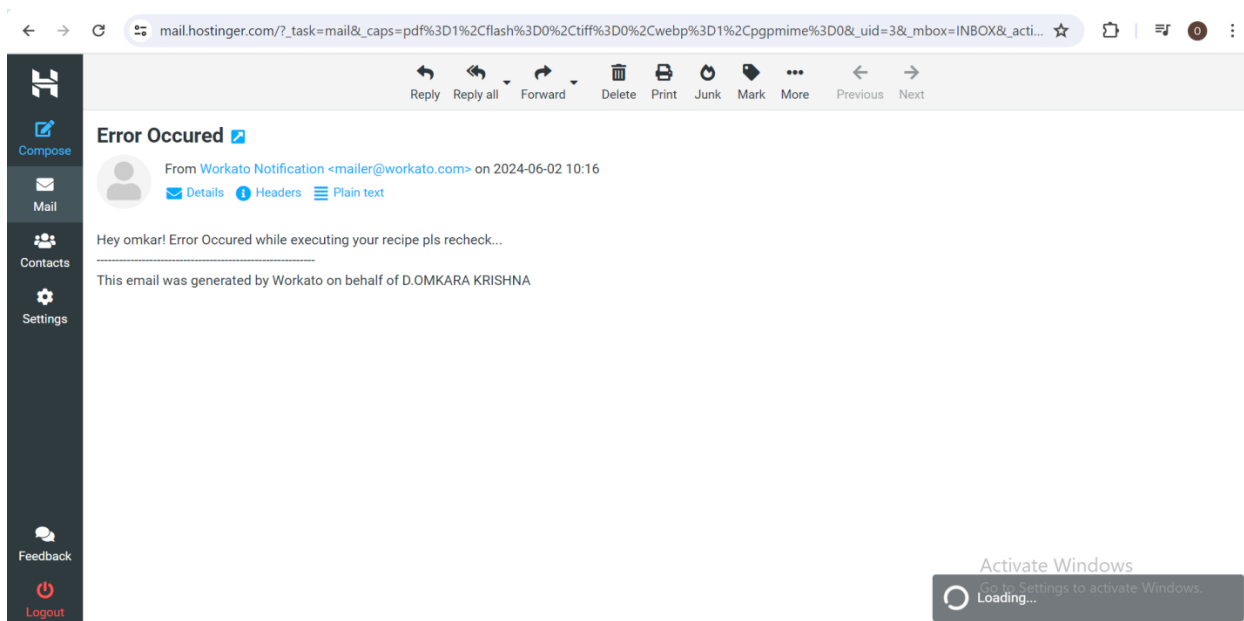 mail.hostinger.com/?_task=mail&_caps=pdf%3D1%2Cflash%3D0%2Ctiff%3D0%2Cwebp%3D1%2Cpgpmime%3D0&_uid=3&_mbox=INBOX&_acti...
O
Reply Reply all Forward Delete Print Junk Mark More Previous Next
Compose
Mail
Contacts
Settings
Feedback
Logout
Error Occured
From Workato Notification <mailer@workato.com> on 2024-06-02 10:16
Details Headers Plain text
Hey omkar! Error Occured while executing your recipe pls recheck...
------------------------------------------------------------
This email was generated by Workato on behalf of D.OMKARA KRISHNA
Activate Windows
Go to Settings to activate Windows.
Loading...